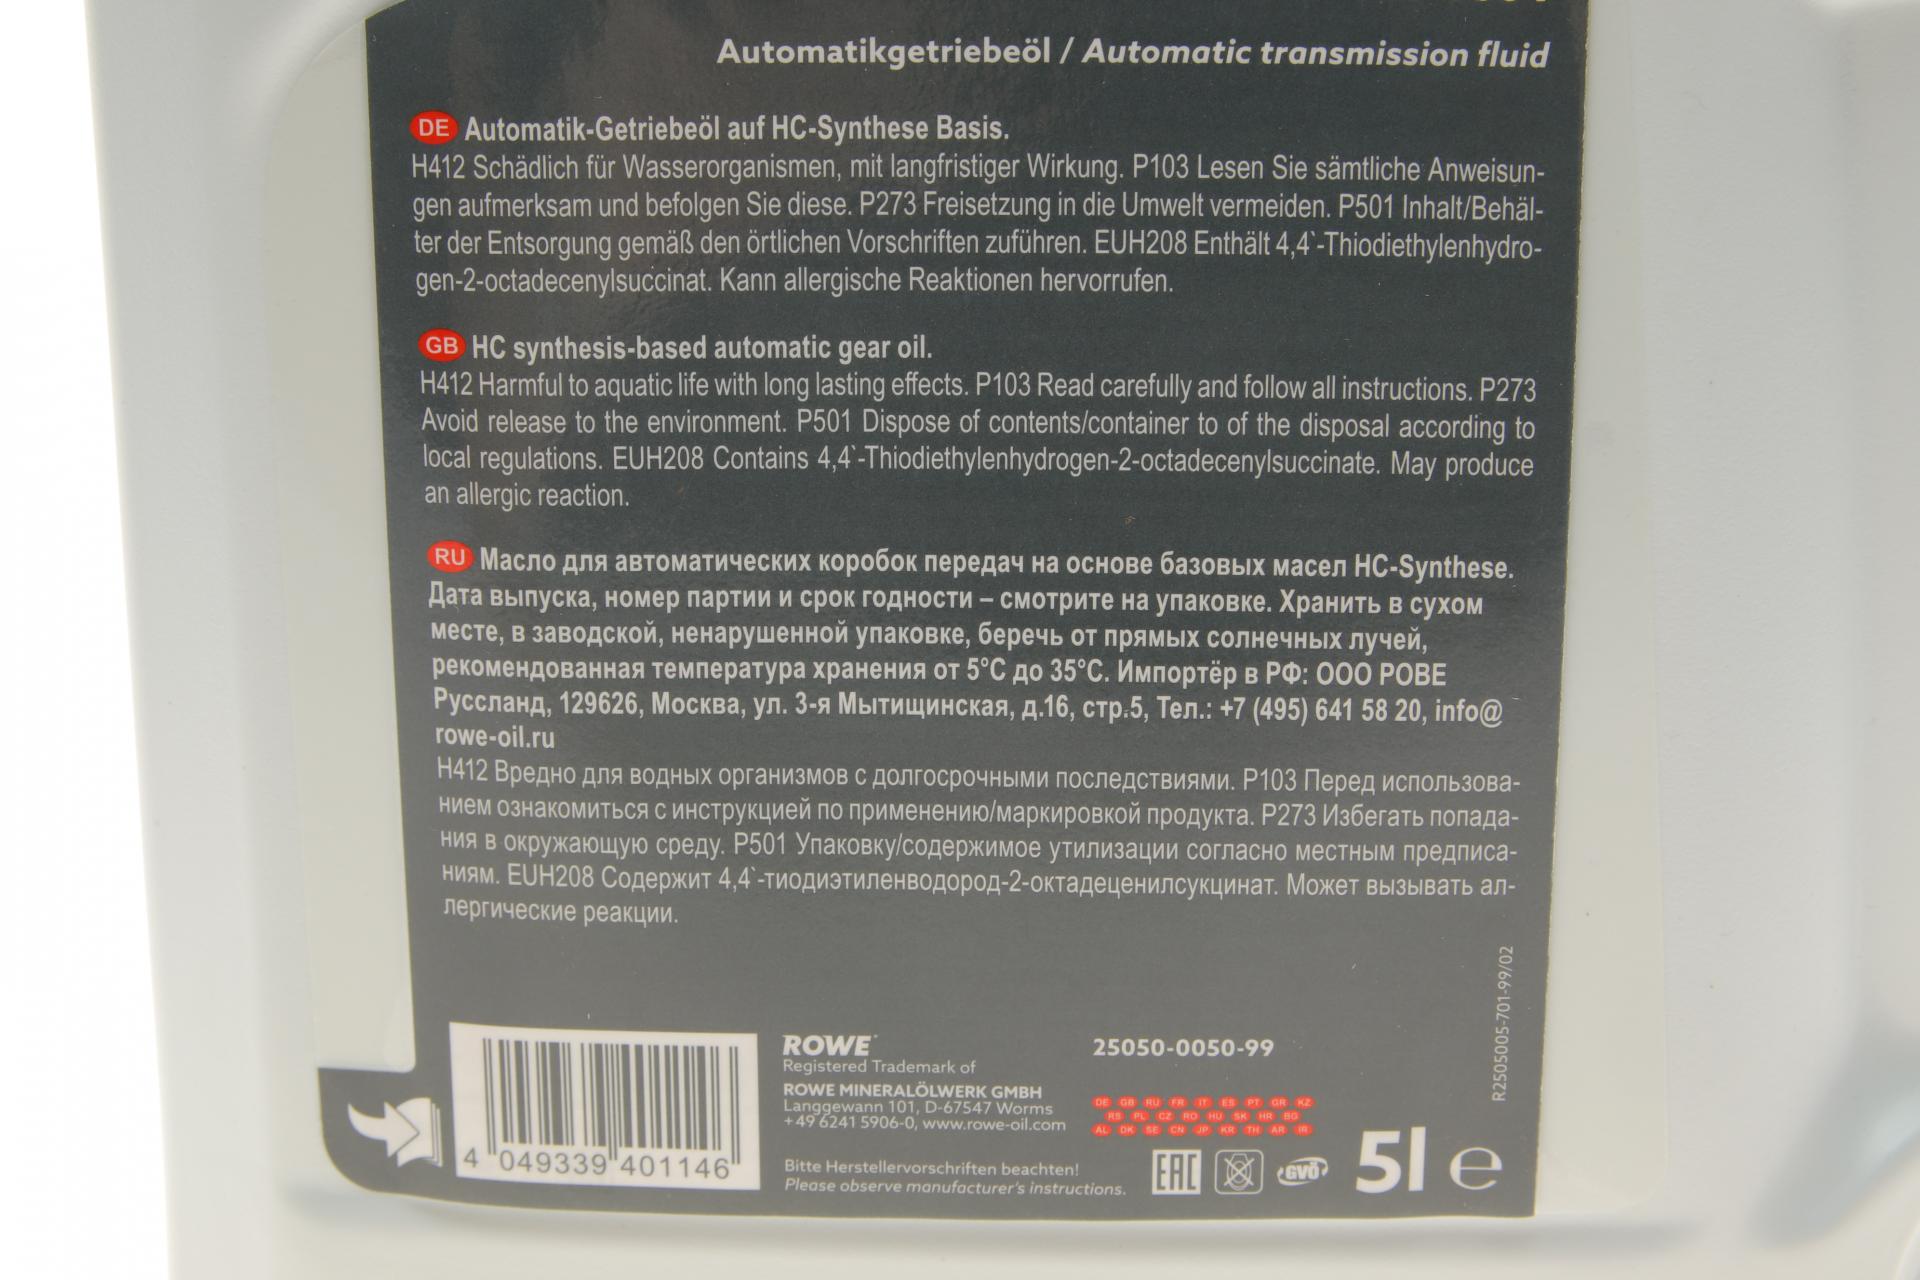 Automatikgetriebeöl / Automatic transmission fluid
DE Automatik-Getriebeöl auf HC-Synthese Basis.
H412 Schädlich für Wasserorganismen, mit langfristiger Wirkung. P103 Lesen Sie sämtliche Anweisun-
gen aufmerksam und befolgen Sie diese. P273 Freisetzung in die Umwelt vermeiden. P501 Inhalt/Behäl-
ter der Entsorgung gemäß den örtlichen Vorschriften zuführen. EUH208 Enthält 4,4`-Thiodiethylenhydro-
gen-2-octadecenylsuccinat. Kann allergische Reaktionen hervorrufen.
GB HC synthesis-based automatic gear oil.
H412 Harmful to aquatic life with long lasting effects. P103 Read carefully and follow all instructions. P273
Avoid release to the environment. P501 Dispose of contents/container to of the disposal according to
local regulations. EUH208 Contains 4,4`-Thiodiethylenhydrogen-2-octadecenylsuccinate. May produce
an allergic reaction.
RU Масло для автоматических коробок передач на основе базовых масел HC-Synthese.
Дата выпуска, номер партии и срок годности – смотрите на упаковке. Хранить в сухом
месте, в заводской, ненарушенной упаковке, беречь от прямых солнечных лучей,
рекомендованная температура хранения от 5°C до 35°C. Импортёр в РФ: ООО РОВЕ
Руссланд, 129626, Москва, ул. 3-я Мытищинская, д.16, стр.5, Тел.: +7 (495) 641 58 20, info@
rowe-oil.ru
H412 Вредно для водных организмов с долгосрочными последствиями. P103 Перед использова-
нием ознакомиться с инструкцией по применению/маркировкой продукта. P273 Избегать попада-
ния в окружающую среду. P501 Упаковку/содержимое утилизации согласно местным предписа-
ниям. EUH208 Содержит 4,4`-тиодиэтиленводород-2-октадеценилсукцинат. Может вызывать ал-
лергические реакции.
R2505005-701-99/02
4 049339 401146
ROWE
Registered Trademark of
ROWE MINERALÖLWERK GMBH
Langgewann 101, D-67547 Worms
+49 6241 5906-0, www.rowe-oil.com
Bitte Herstellervorschriften beachten!
Please observe manufacturer's instructions.
25050-0050-99
DE GB RU FR IT ES PT GR KZ
RS PL CZ RO HU SK HR BG
AL DK SE CN JP KR TH AR IR
EAC
GVÖ
5l e